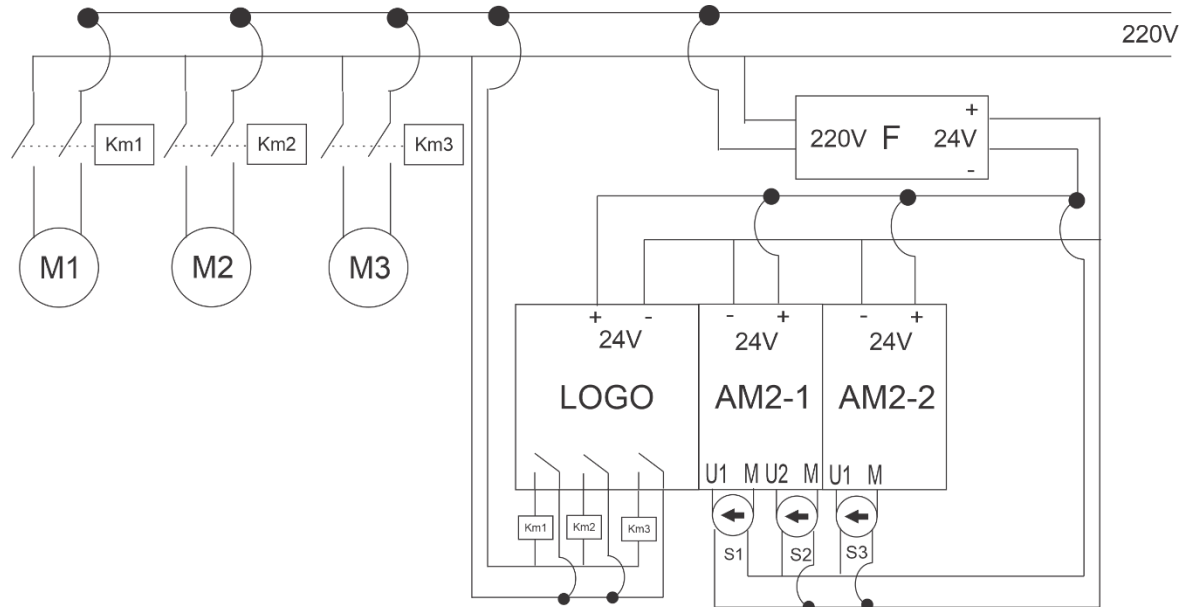 220V
+
220V F 24V
-
Km1
Km2
Km3
M1
M2
M3
+ -
24V
LOGO
- +
24V
AM2-1
- +
24V
AM2-2
U1 M U2 M
U1 M
Km1
Km2
Km3
S1
S2
S3